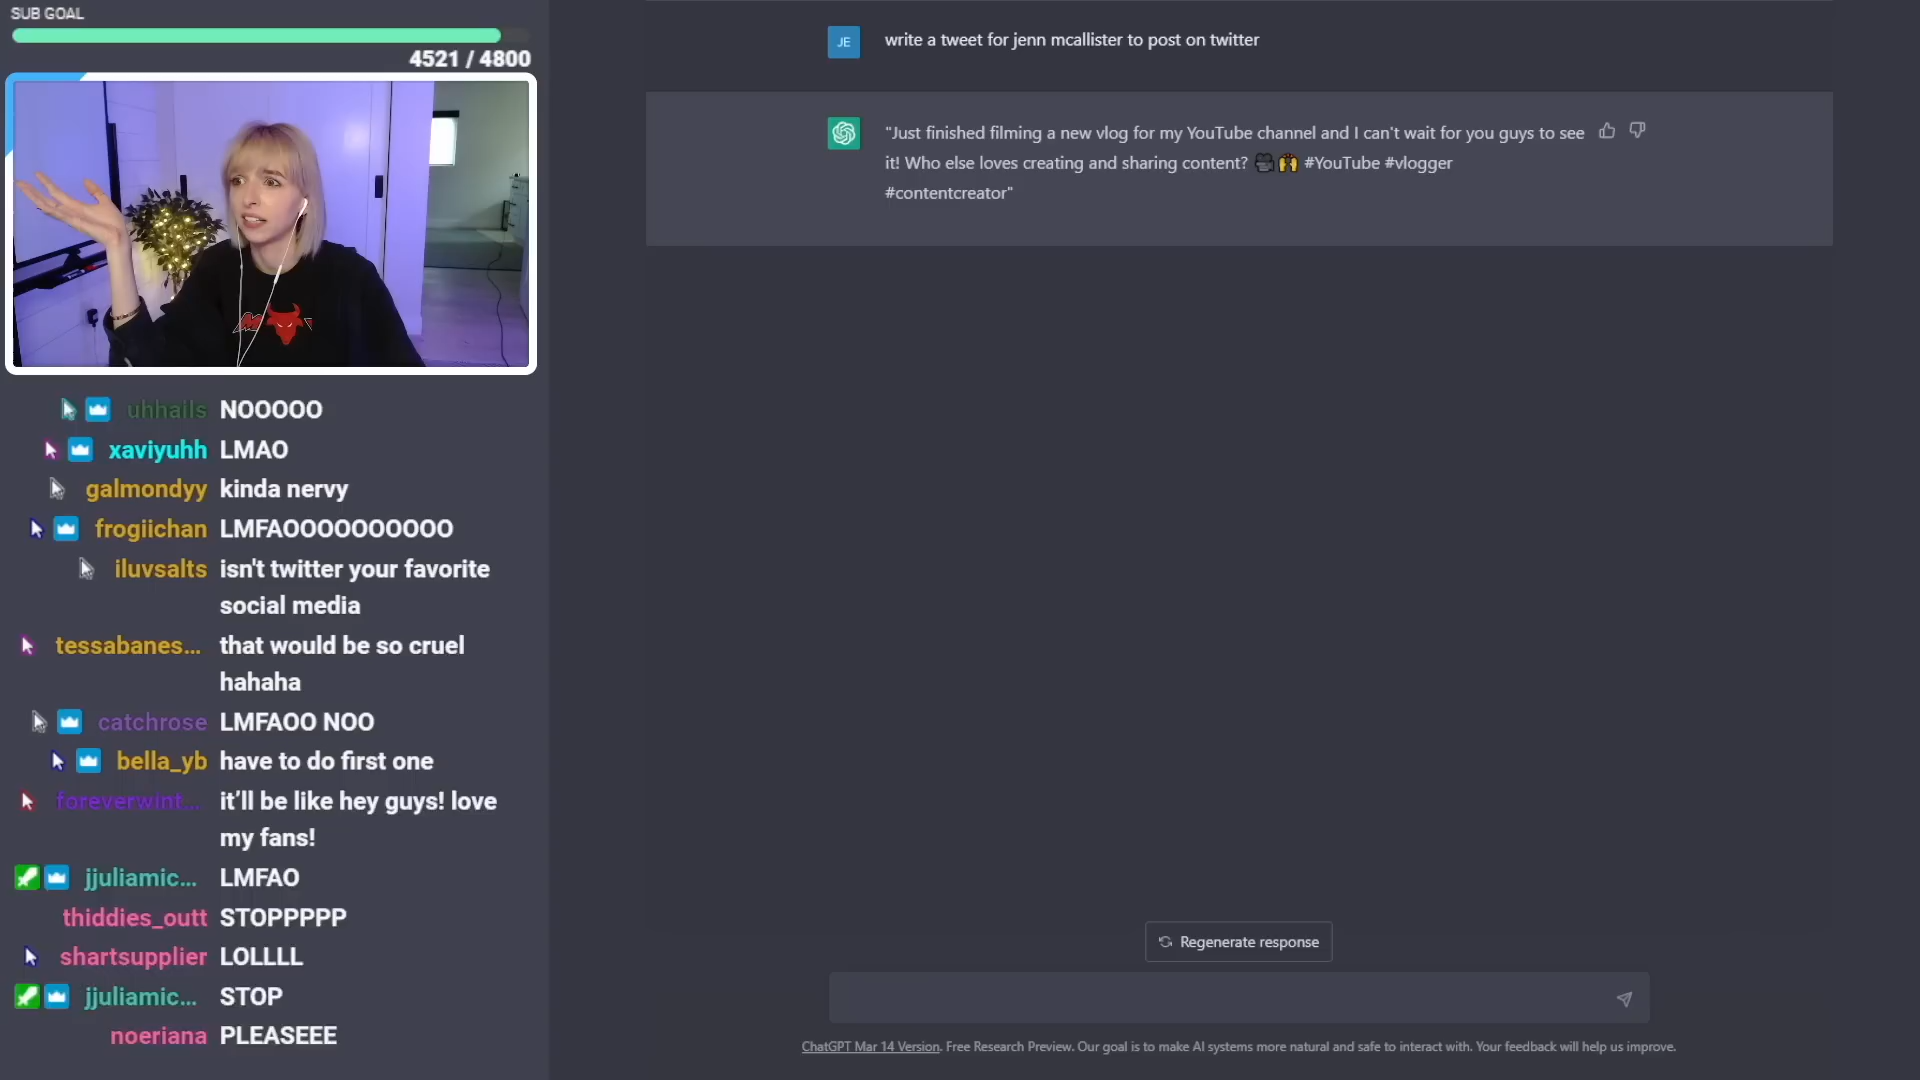 SUB GOAL
4521 / 4800
uhhails NOOOOO
xaviyuhh LMAO
galmondyy kinda nervy
frogiichan LMFAOOOOOOOOOO
iluvsalts isn't twitter your favorite
social media
tessabanes... that would be so cruel
hahaha
catchrose LMFAOO NOO
bella_yb have to do first one
foreverwint... it’ll be like hey guys! love
my fans!
jjuliamic... LMFAO
thiddies_outt STOPPPPP
shartsupplier LOLLLL
jjuliamic... STOP
noeriana PLEASEEE
JE write a tweet for jenn mcallister to post on twitter
"Just finished filming a new vlog for my YouTube channel and I can't wait for you guys to see
it! Who else loves creating and sharing content? 🎥🙌 #YouTube #vlogger
#contentcreator"
Regenerate response
ChatGPT Mar 14 Version. Free Research Preview. Our goal is to make AI systems more natural and safe to interact with. Your feedback will help us improve.